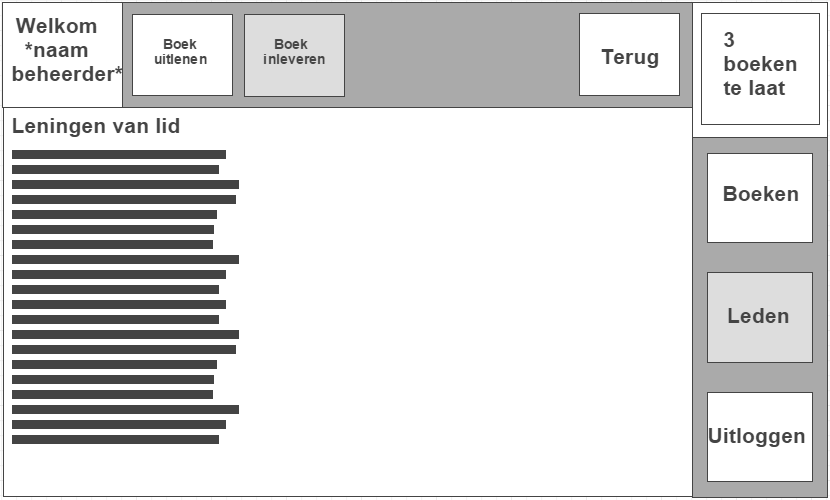 Welkom
*naam
beheerder*
Boek
uitlenen
Boek
inleveren
Terug
3
boeken
te laat
Leningen van lid
Boeken
Leden
Uitloggen